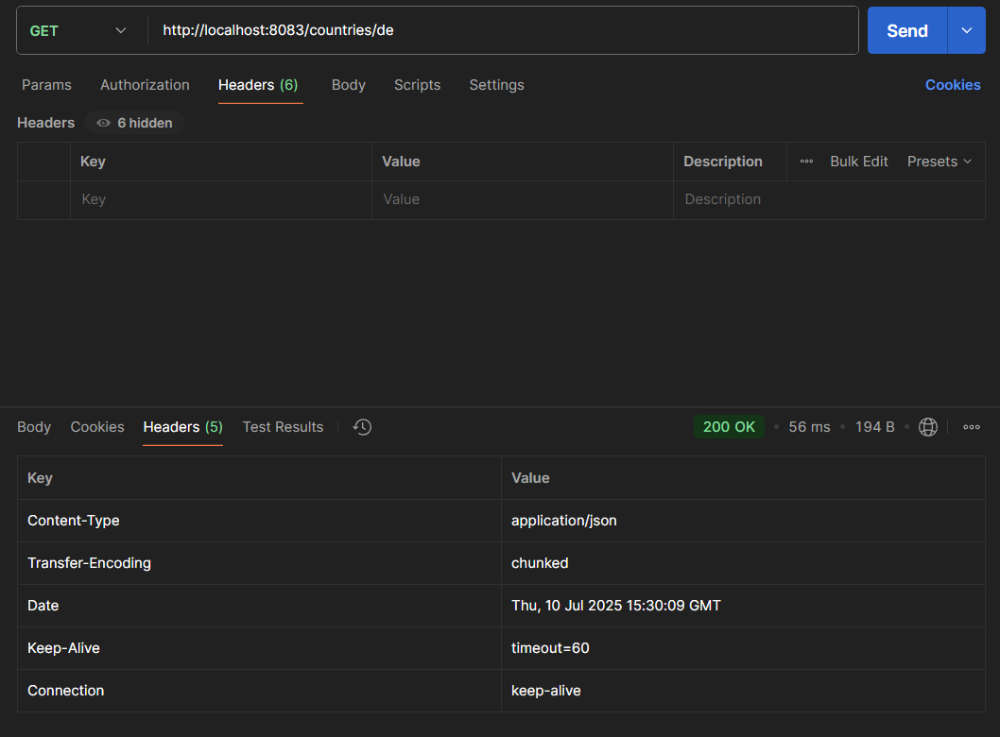 GET http://localhost:8083/countries/de Send
Params Authorization Headers (6) Body Scripts Settings Cookies
Headers 6 hidden
Key Value Description Bulk Edit Presets
Key Value Description
Body Cookies Headers (5) Test Results 200 OK • 56 ms • 194 B •
Key Value
Content-Type application/json
Transfer-Encoding chunked
Date Thu, 10 Jul 2025 15:30:09 GMT
Keep-Alive timeout=60
Connection keep-alive